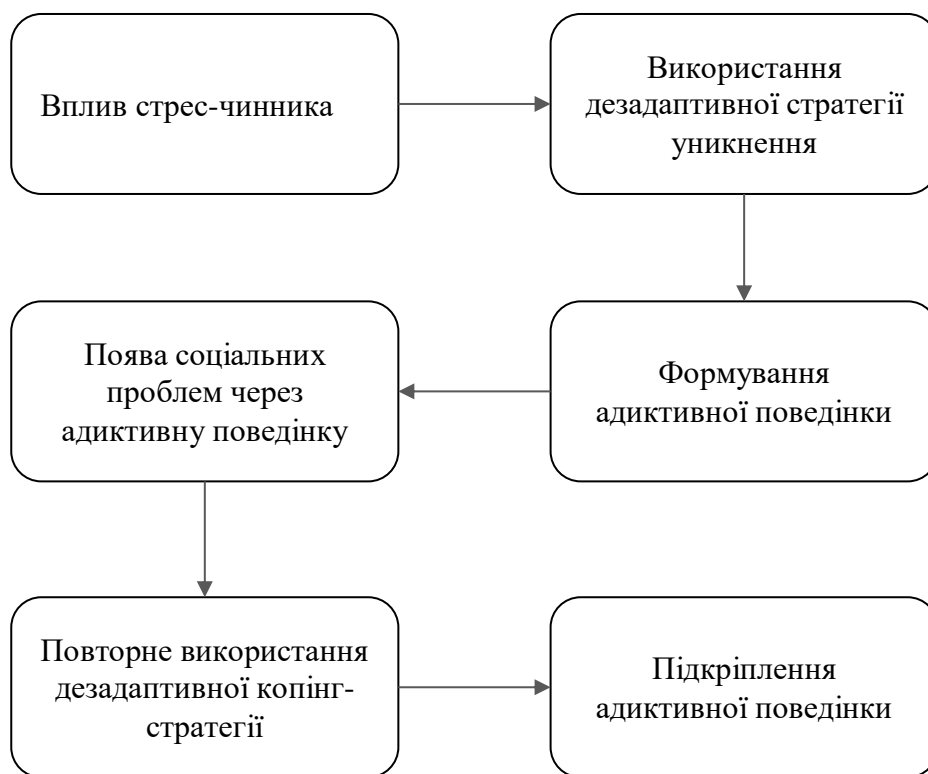 Вплив стрес-чинника
Використання
дезадаптивної стратегії
уникнення
Формування
адиктивної поведінки
Поява соціальних
проблем через
адиктивну поведінку
Повторне використання
дезадаптивної копінг-
стратегії
Підкріплення
адиктивної поведінки